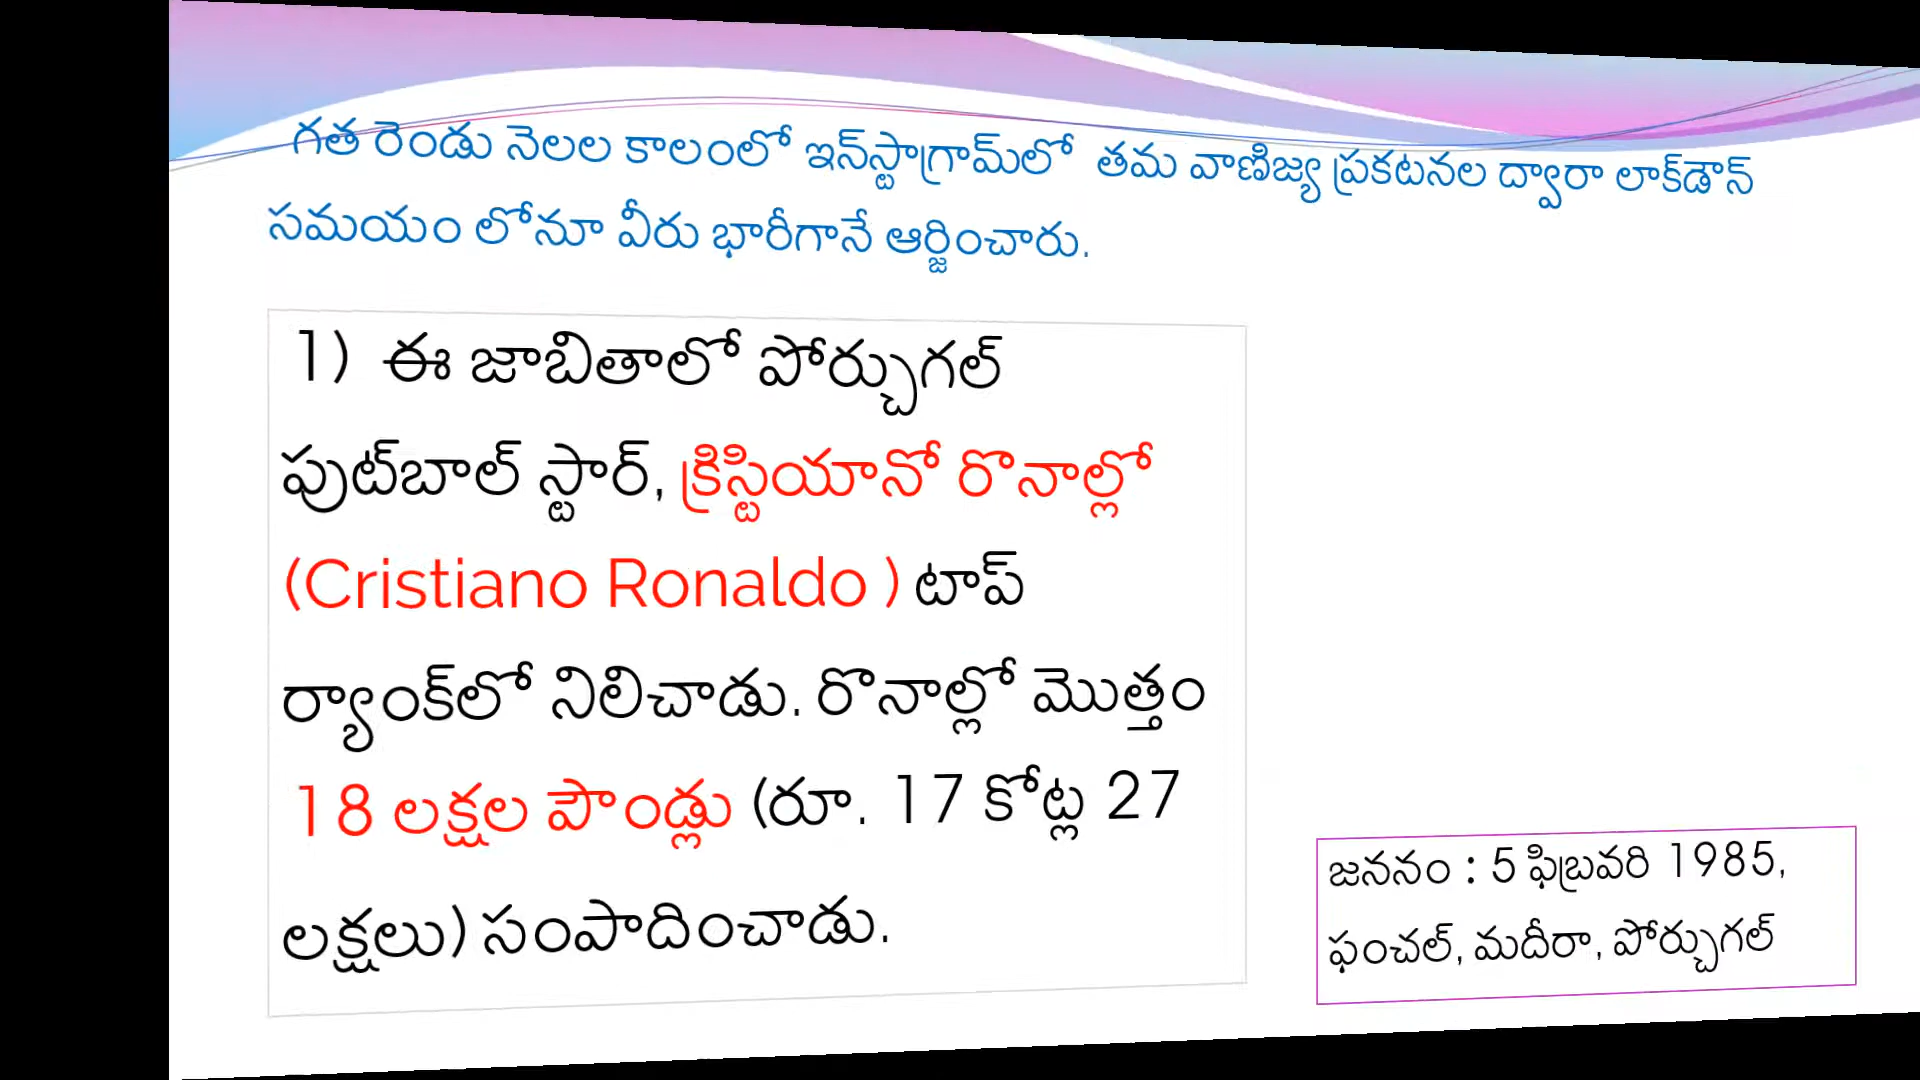 గత రెండు నెలల కాలంలో ఇన్‌స్టాగ్రామ్‌లో తమ వాణిజ్య ప్రకటనల ద్వారా లాక్‌డౌన్
సమయం లోనూ వీరు భారీగానే ఆర్జించారు.
1) ఈ జాబితాలో పోర్చుగల్
ఫుట్‌బాల్ స్టార్, క్రిస్టియానో రొనాల్లో
(Cristiano Ronaldo ) టాప్
ర్యాంక్‌లో నిలిచాడు. రొనాల్లో మొత్తం
18 లక్షల పౌండ్లు (రూ. 17 కోట్ల 27
లక్షలు) సంపాదించాడు.
జననం : 5 ఫిబ్రవరి 1985,
ఫంచల్, మదీరా, పోర్చుగల్